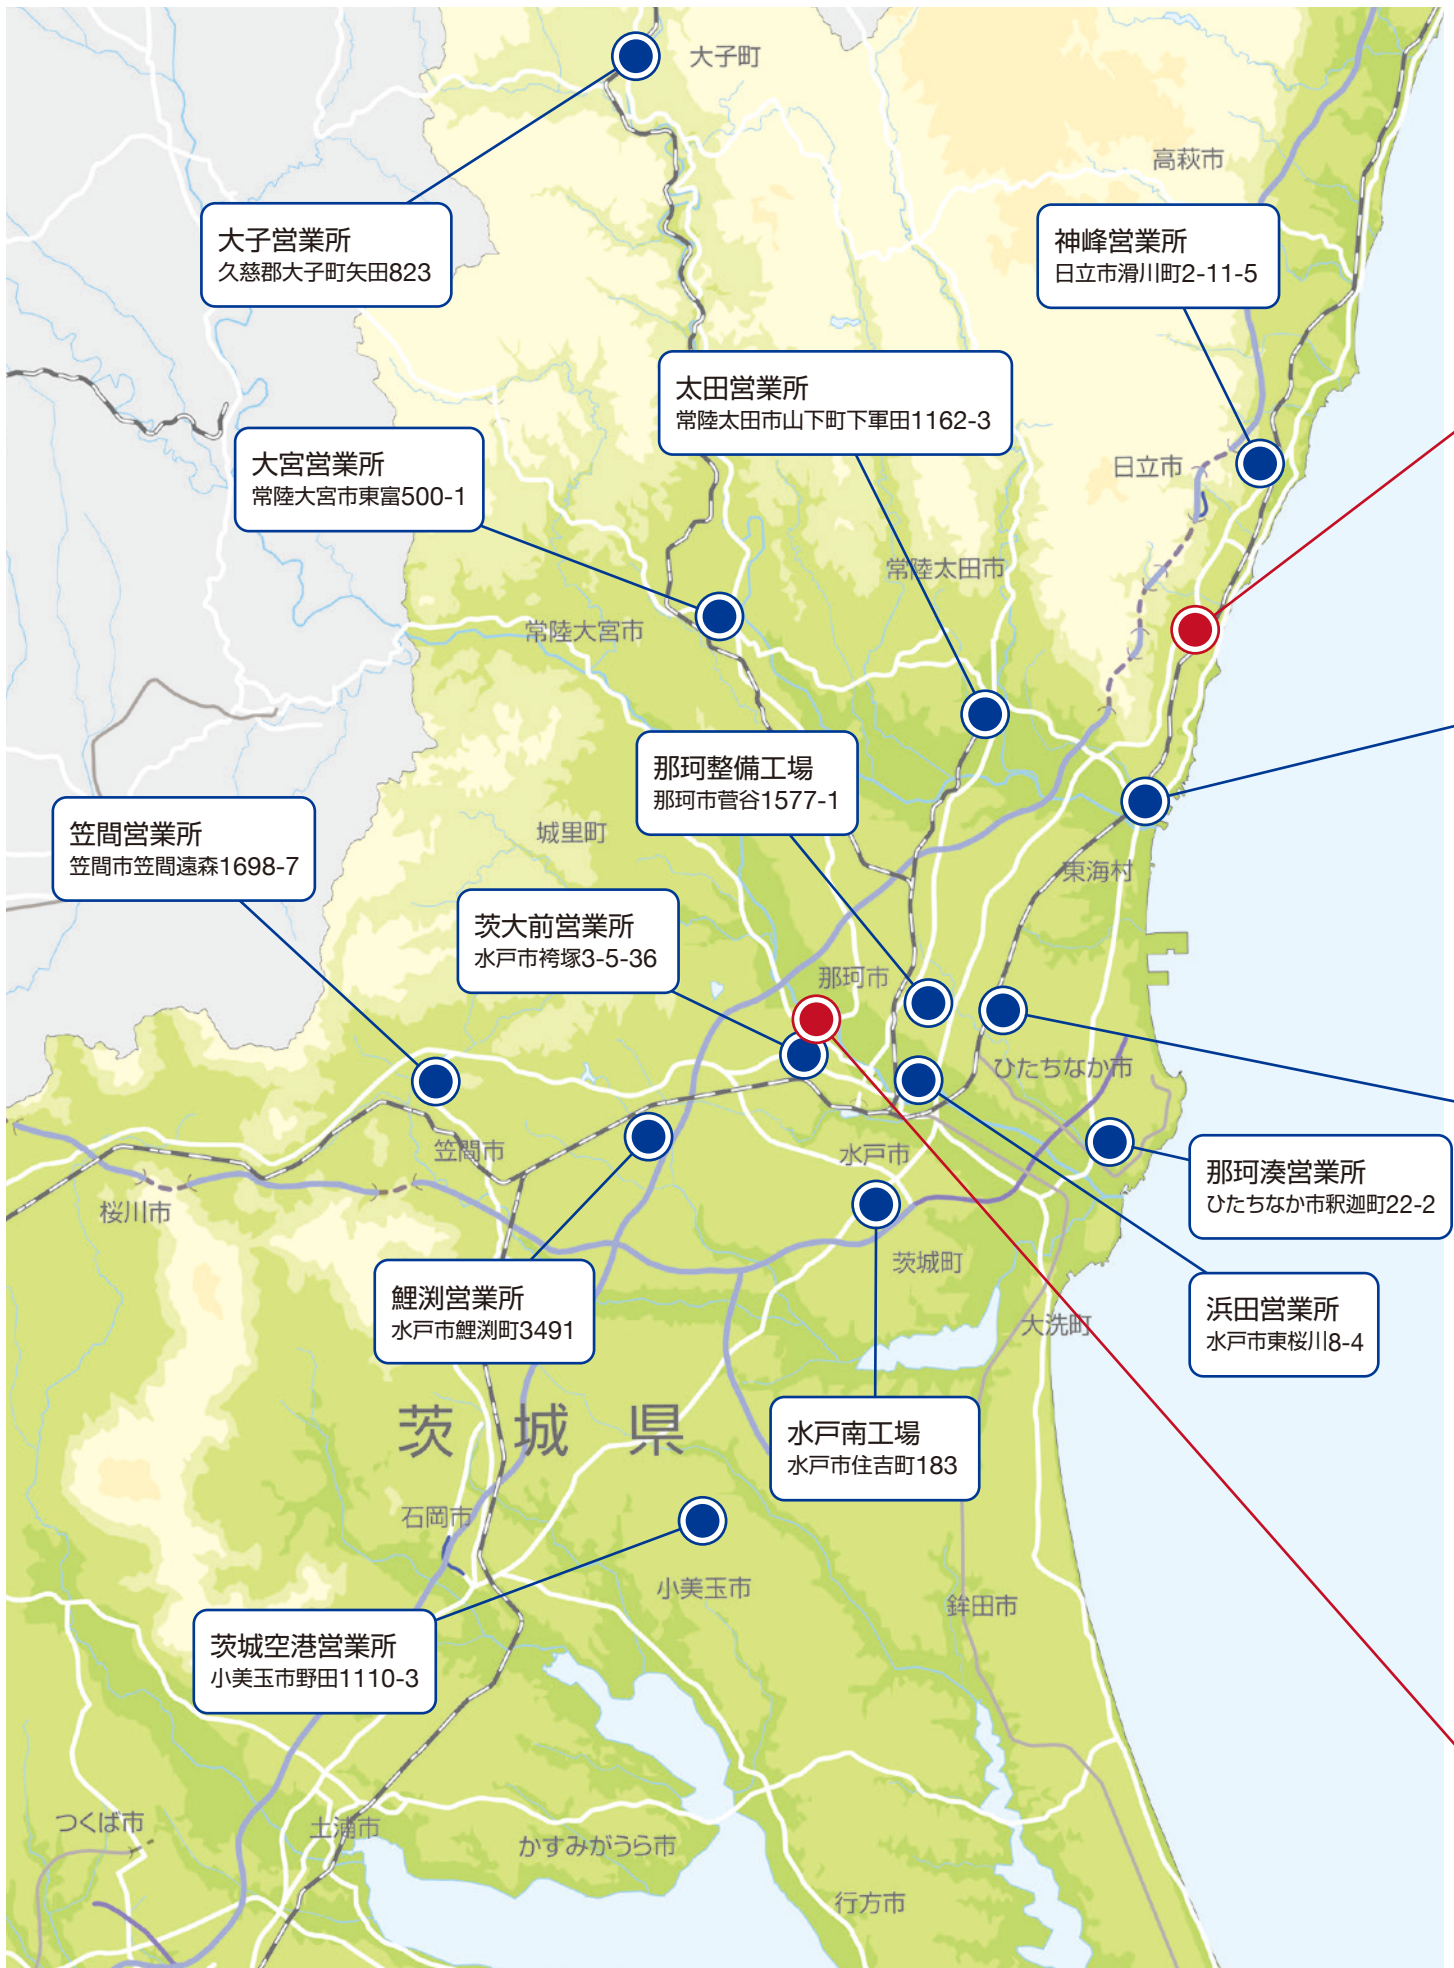 大子町
高萩市
大子営業所
久慈郡大子町矢田823
神峰営業所
日立市滑川町2-11-5
太田営業所
常陸太田市山下町下軍田1162-3
大宮営業所
常陸大宮市東富500-1
日立市
常陸太田市
常陸大宮市
那珂整備工場
那珂市菅谷1577-1
笠間営業所
笠間市笠間遠森1698-7
城里町
東海村
茨大前営業所
水戸市袴塚3-5-36
那珂市
ひたちなか市
笠間市
水戸市
那珂湊営業所
ひたちなか市釈迦町22-2
桜川市
茨城町
鯉渕営業所
水戸市鯉渕町3491
浜田営業所
水戸市東桜川8-4
大洗町
茨城県
水戸南工場
水戸市住吉町183
石岡市
小美玉市
鉾田市
茨城空港営業所
小美玉市野田1110-3
つくば市
土浦市
かすみがうら市
行方市